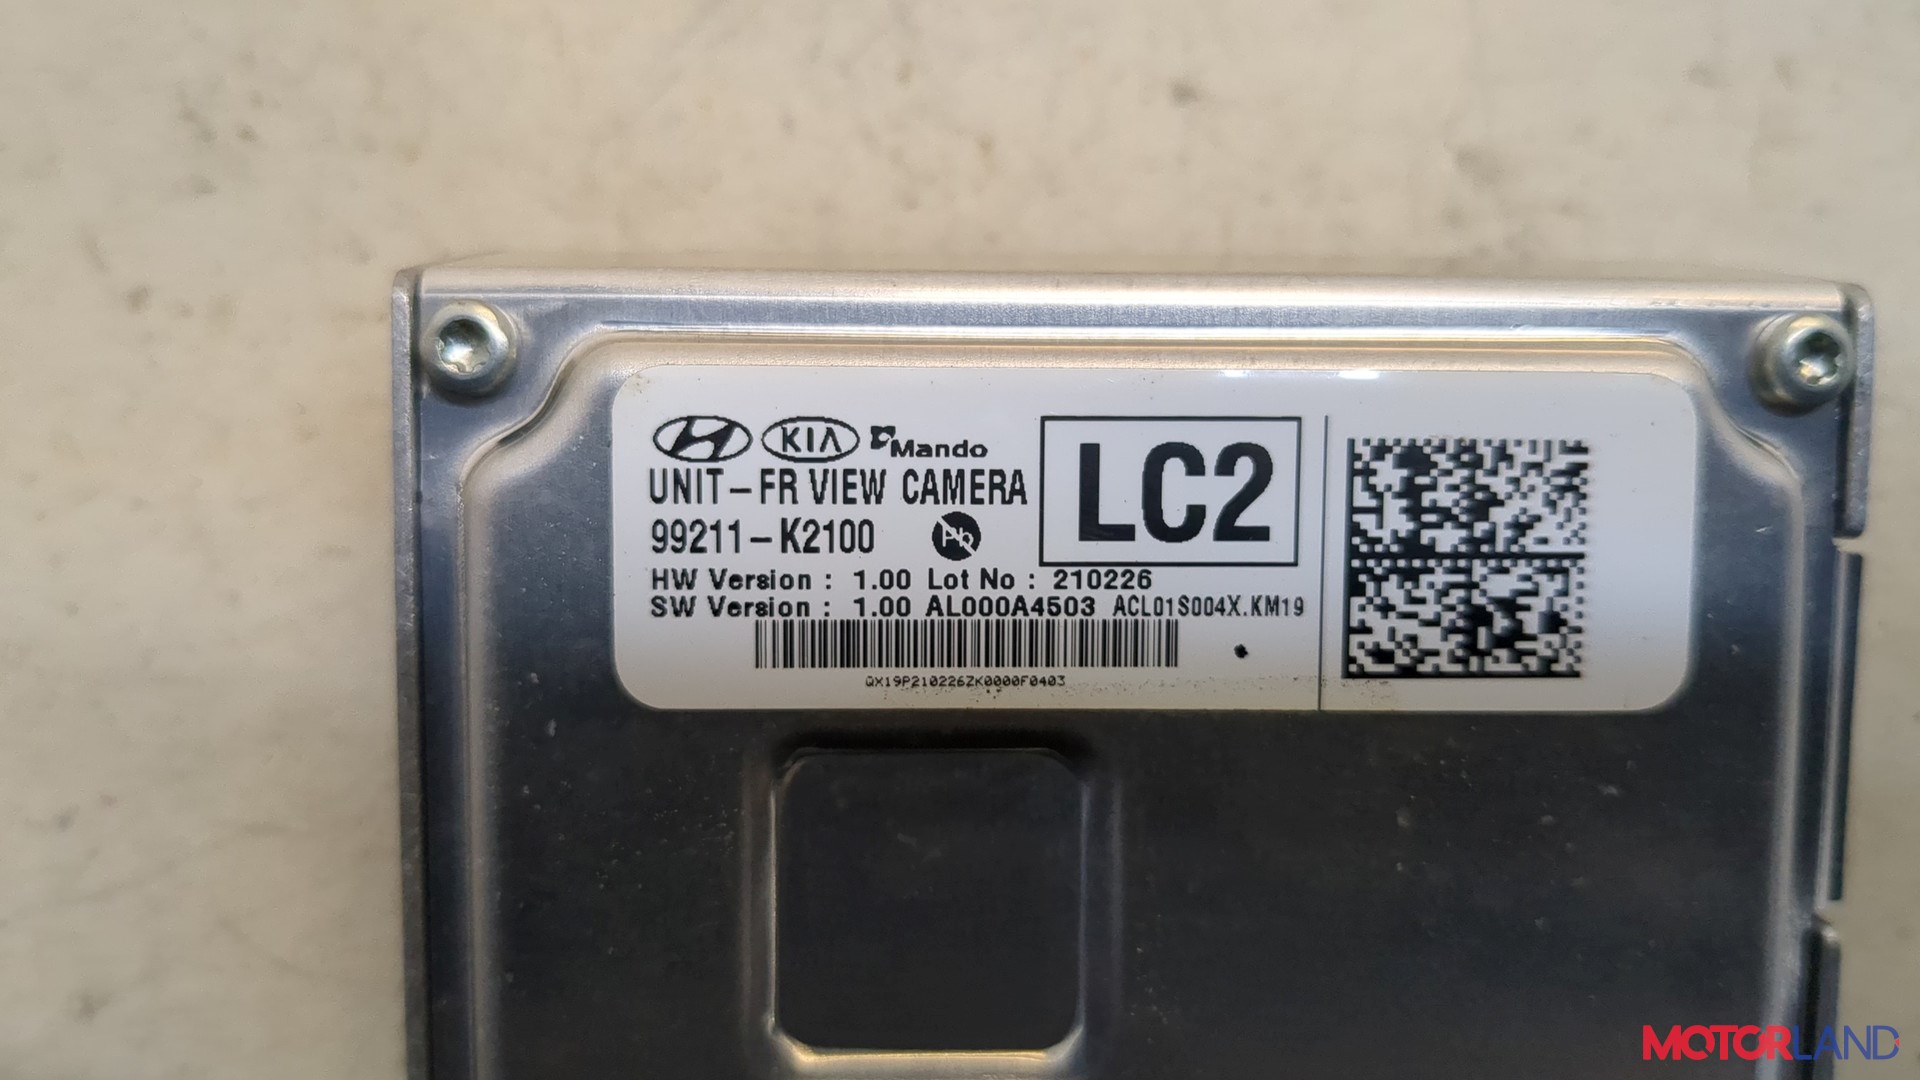 KIA Mando
UNIT-FR VIEW CAMERA
LC2
99211-K2100 Pb
HW Version : 1.00 Lot No : 210226
SW Version : 1.00 AL000A4503 ACL01S004X.KM19
QX19P210226ZK0000F0403
MOTORLAND